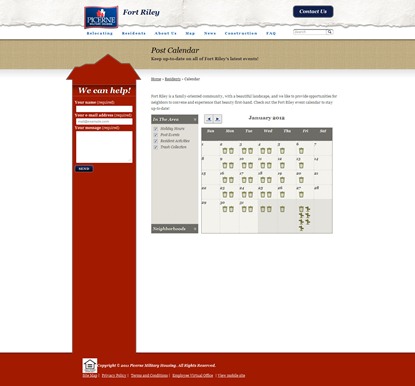 PICERNE
MILITARY HOUSING
Fort Riley
Contact Us
Relocating Residents About Us Map News Construction FAQ
Search
Post Calendar
Keep up-to-date on all of Fort Riley's latest events!
We can help!
Your name (required):
Your e-mail address (required):
mail@example.com
Your message (required):
SEND
Home » Residents » Calendar
Fort Riley is a family-oriented community, with a beautiful landscape, and we like to provide opportunities for
neighbors to convene and experience that beauty first-hand. Check out the Fort Riley event calendar to stay
up-to-date!
In The Area
Holiday Hours
Post Events
Resident Activities
Trash Collection
Neighborhoods
January 2012
Sun Mon Tue Wed Thu Fri Sat
1 2 3 4 5 6 7
8 9 10 11 12 13 14
15 16 17 18 19 20 21
22 23 24 25 26 27 28
29 30 31
Copyright © 2011 Picerne Military Housing. All Rights Reserved.
Site Map | Privacy Policy | Terms and Conditions | Employee Virtual Office | View mobile site